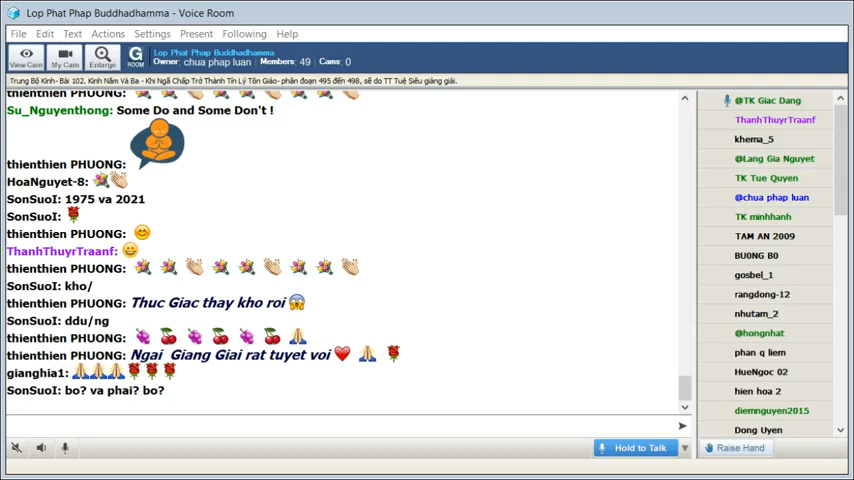 Lop Phat Phap Buddhadhamma - Voice Room
File Edit Text Actions Settings Present Following Help
View Cam My Cam Enlarge G ROOM
Lop Phat Phap Buddhadhamma
Owner: chua phap luan Members: 49 Cams: 0
Trung Bộ Kinh- Bài 102. Kinh Năm Và Ba - Khi Ngã Chấp Trở Thành Tín Lý Tôn Giáo- phân đoạn 495 đến 498, sẽ do TT Tuệ Siêu giảng giải.
thienthien PHUONG:
Su_Nguyenthong: Some Do and Some Don't !
thienthien PHUONG:
HoaNguyet-8:
SonSuoI: 1975 va 2021
SonSuoI:
thienthien PHUONG:
ThanhThuyrTraanf:
thienthien PHUONG:
SonSuoI: kho/
thienthien PHUONG: Thuc Giac thay kho roi
SonSuoI: ddu/ng
thienthien PHUONG:
thienthien PHUONG: Ngai Giang Giai rat tuyet voi
gianghia1:
SonSuoI: bo? va phai? bo?
@TK Giac Dang
ThanhThuyrTraanf
khema_5
@Lang Gia Nguyet
TK Tue Quyen
@chua phap luan
TK minhhanh
TAM AN 2009
BU0NG B0
gosbel_1
rangdong-12
nhutam_2
@hongnhat
phan q liem
HueNgoc 02
hien hoa 2
diemnguyen2015
Dong Uyen
Hold to Talk
Raise Hand